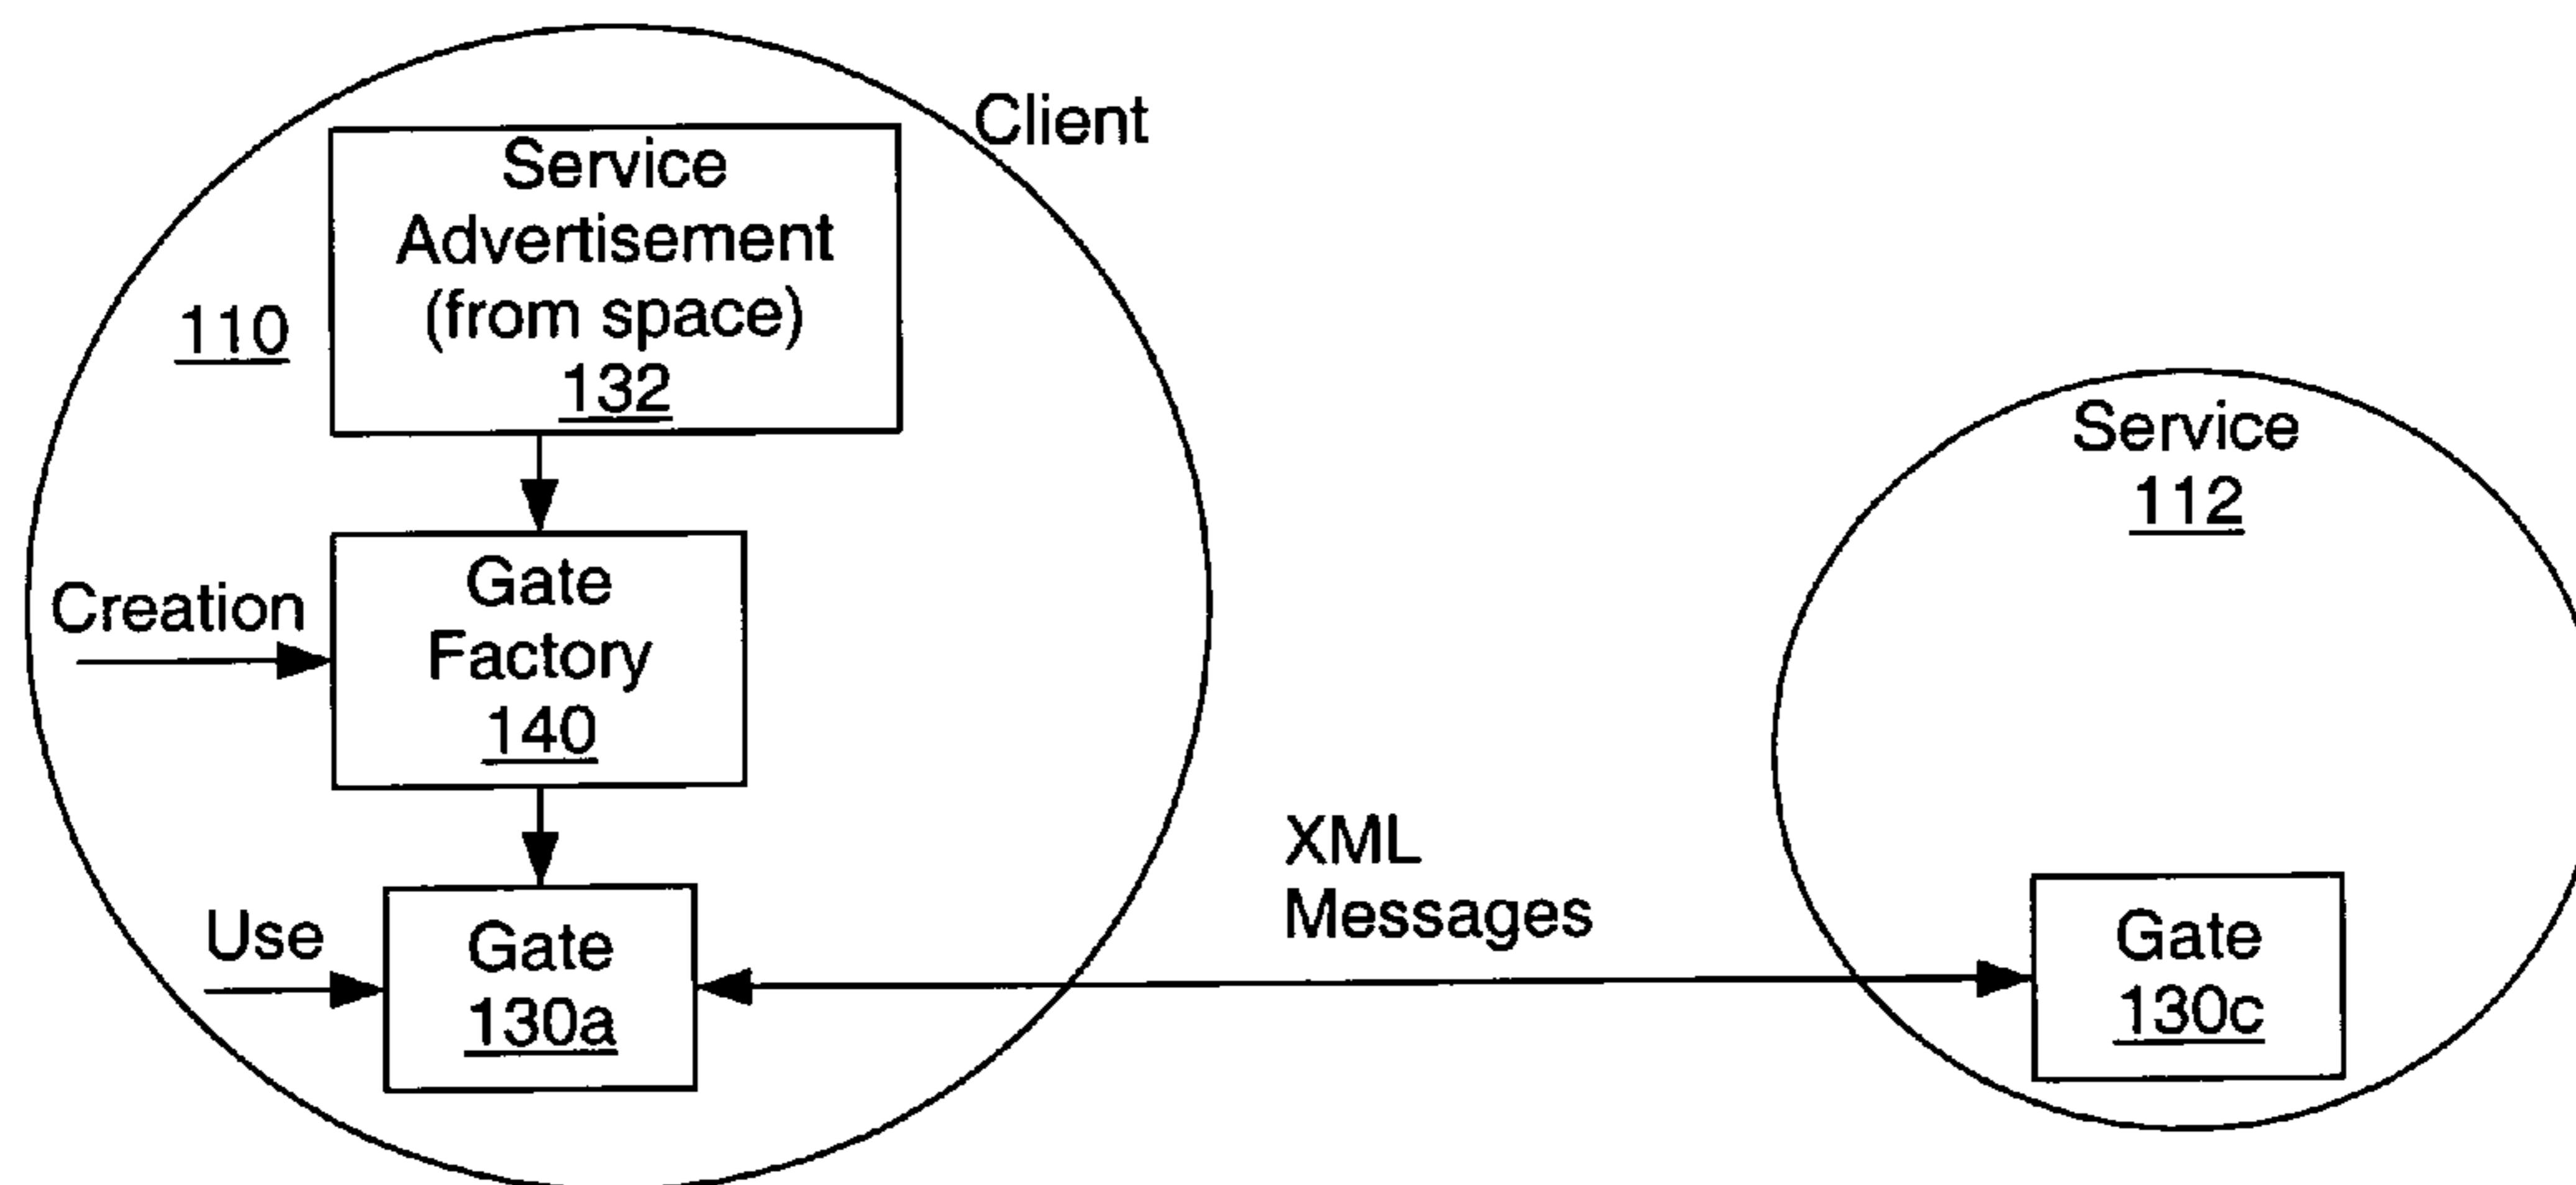 Client
Service
Advertisement
(from space)
132
110
Creation
Gate
Factory
140
Use
Gate
130a
XML
Messages
Service
112
Gate
130c